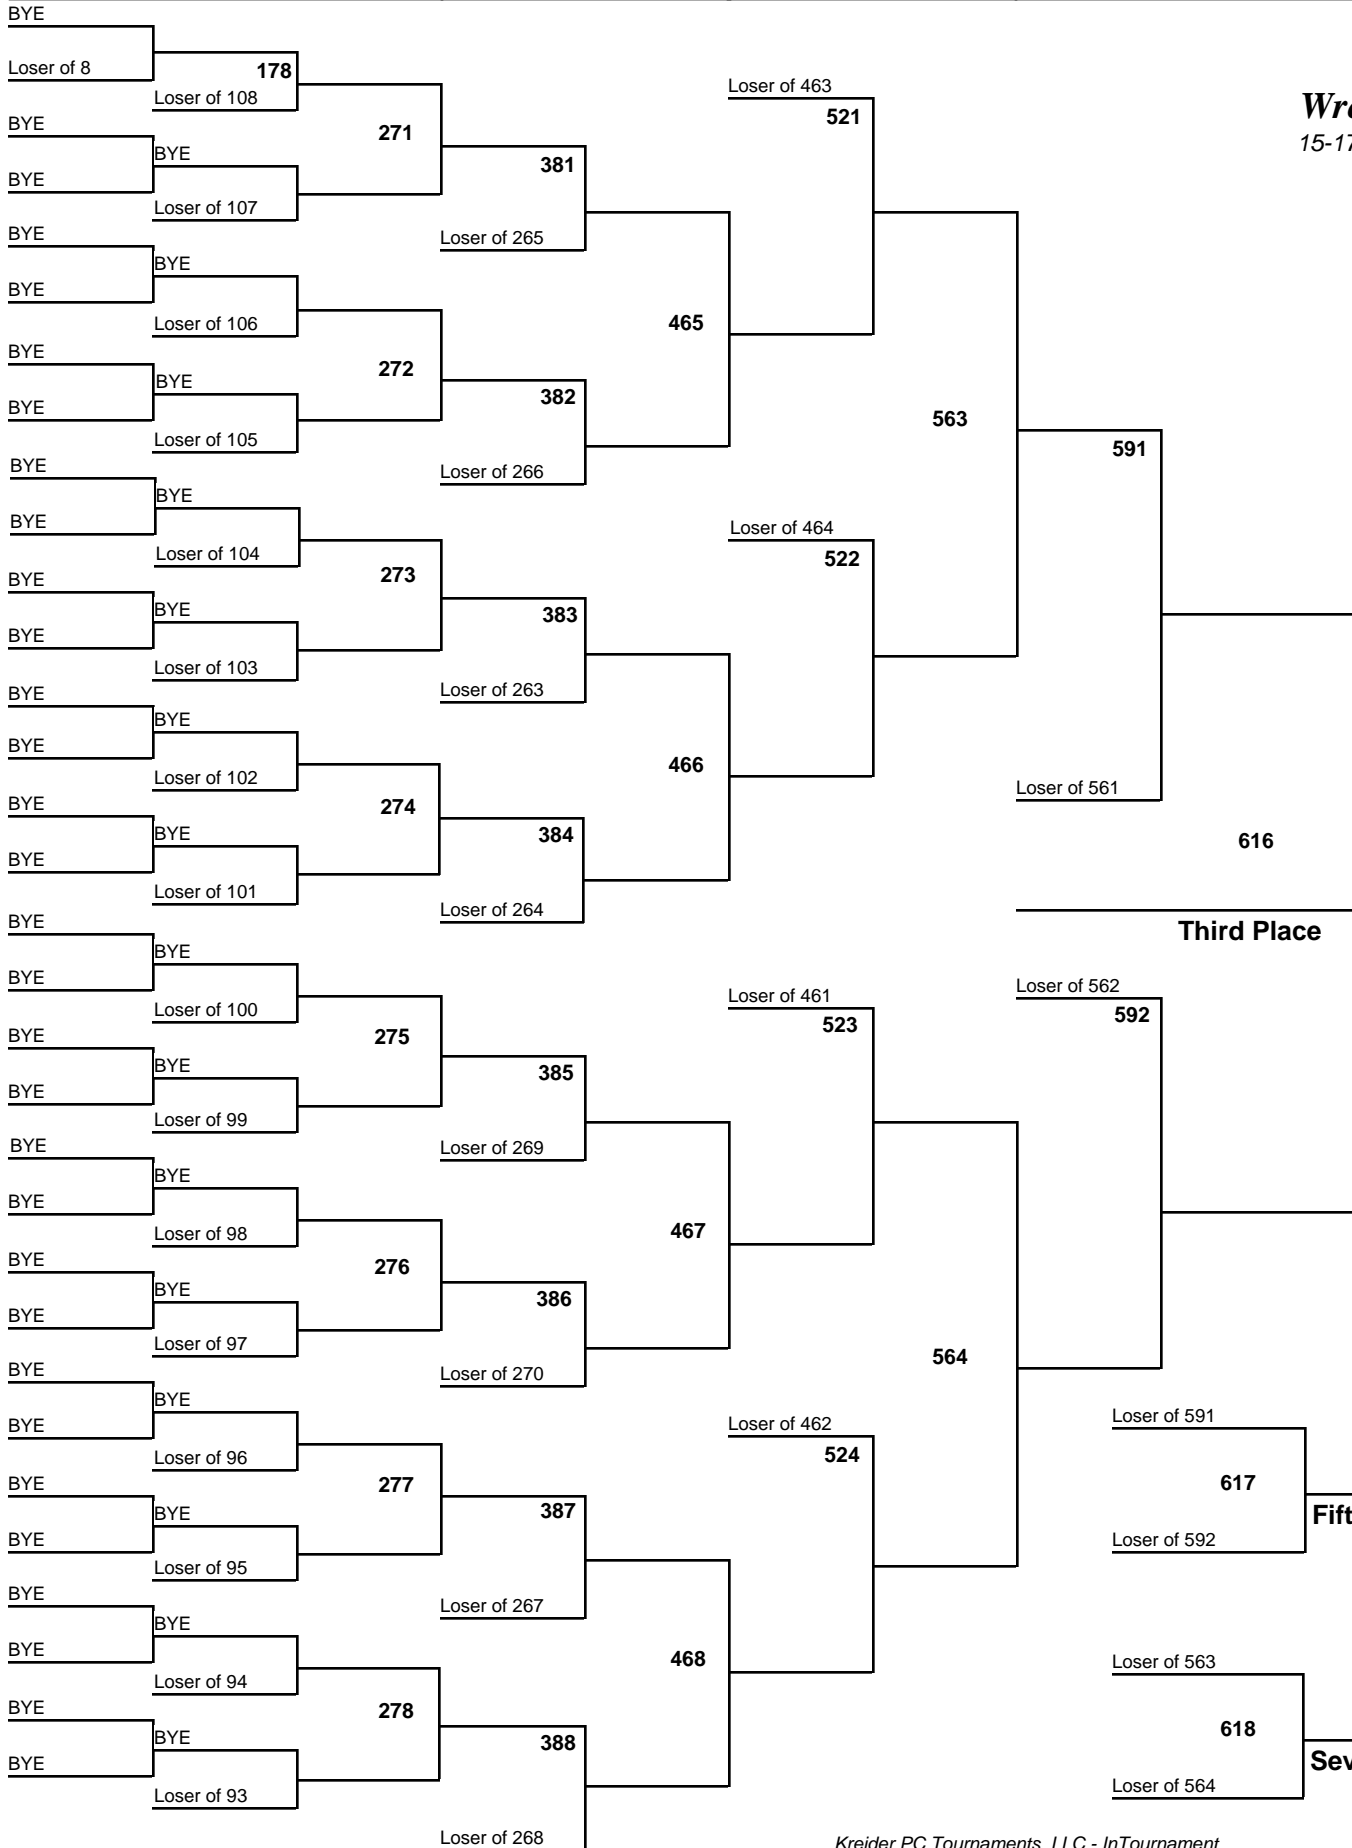 BYE
Loser of 8
178
Loser of 108
Loser of 463
521
BYE
271
BYE
381
BYE
Loser of 107
Loser of 265
BYE
BYE
BYE
Loser of 106
465
BYE
272
BYE
382
BYE
563
Loser of 105
591
BYE
Loser of 266
BYE
BYE
Loser of 464
Loser of 104
522
BYE
273
BYE
383
BYE
Loser of 103
BYE
Loser of 263
BYE
BYE
466
Loser of 102
Loser of 561
BYE
274
BYE
384
616
BYE
Loser of 101
Loser of 264
BYE
Third Place
BYE
BYE
Loser of 562
Loser of 461
Loser of 100
592
523
BYE
275
BYE
385
BYE
Loser of 99
BYE
Loser of 269
BYE
BYE
467
Loser of 98
BYE
276
BYE
386
BYE
Loser of 97
564
BYE
Loser of 270
BYE
Loser of 591
BYE
Loser of 462
524
Loser of 96
BYE
277
617
BYE
387
BYE
Loser of 592
Loser of 95
BYE
Loser of 267
BYE
BYE
468
Loser of 563
Loser of 94
BYE
278
618
BYE
388
BYE
Loser of 93
Loser of 564
Loser of 268
Kreider PC Tournaments, LLC - InTournament
15-17